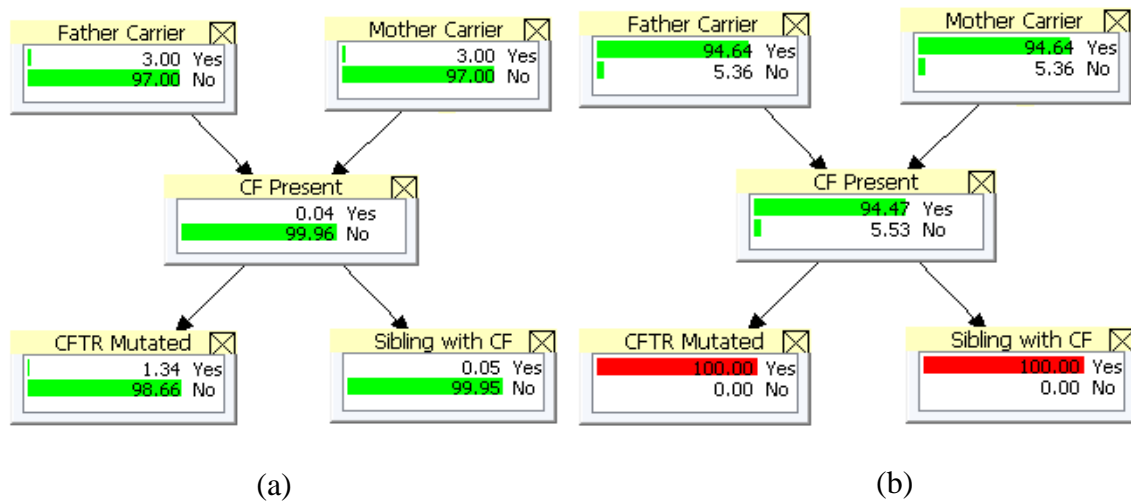 Father Carrier
3.00 Yes
97.00 No
Mother Carrier
3.00 Yes
97.00 No
CF Present
0.04 Yes
99.96 No
CFTR Mutated
1.34 Yes
98.66 No
Sibling with CF
0.05 Yes
99.95 No
(a)
Father Carrier
94.64 Yes
5.36 No
Mother Carrier
94.64 Yes
5.36 No
CF Present
94.47 Yes
5.53 No
CFTR Mutated
100.00 Yes
0.00 No
Sibling with CF
100.00 Yes
0.00 No
(b)